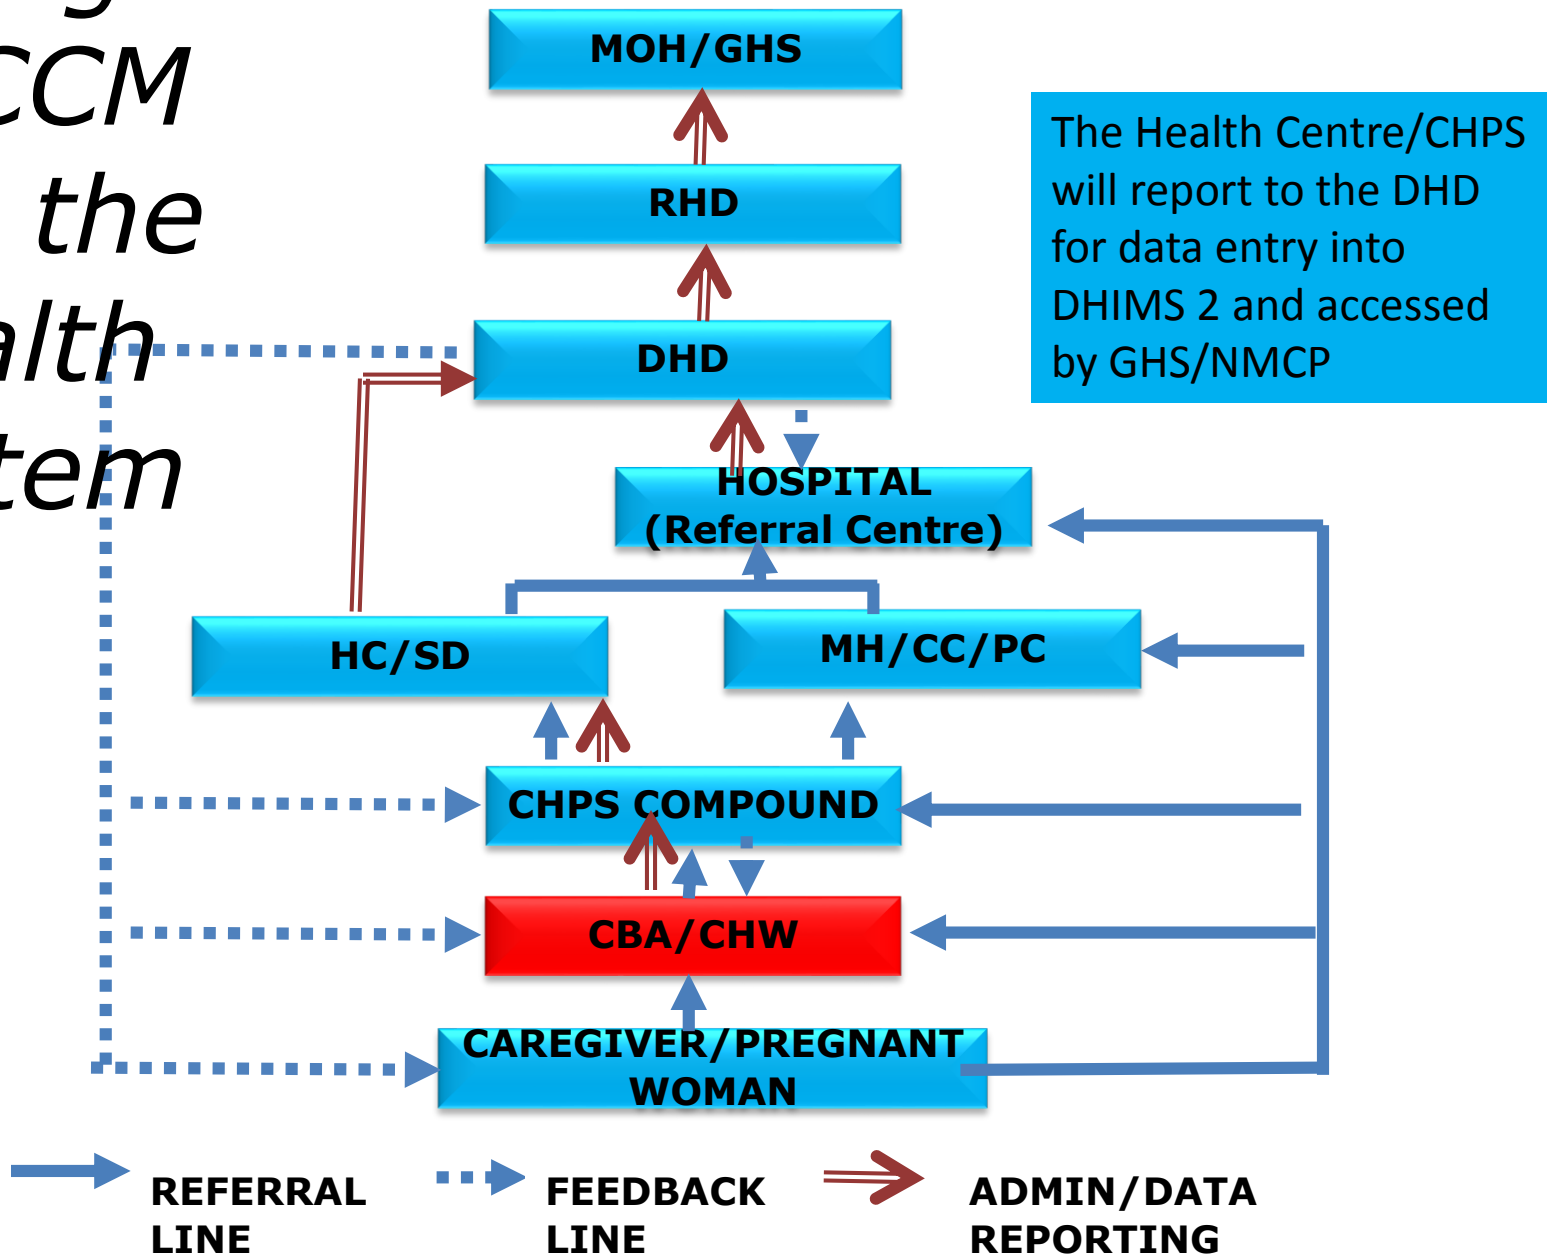 CCM
the
alth
tem
MOH/GHS
RHD
DHD
The Health Centre/CHPS
will report to the DHD
for data entry into
DHIMS 2 and accessed
by GHS/NMCP
HOSPITAL
(Referral Centre)
HC/SD
MH/CC/PC
CHPS COMPOUND
CBA/CHW
CAREGIVER/PREGNANT
WOMAN
REFERRAL
LINE
FEEDBACK
LINE
ADMIN/DATA
REPORTING